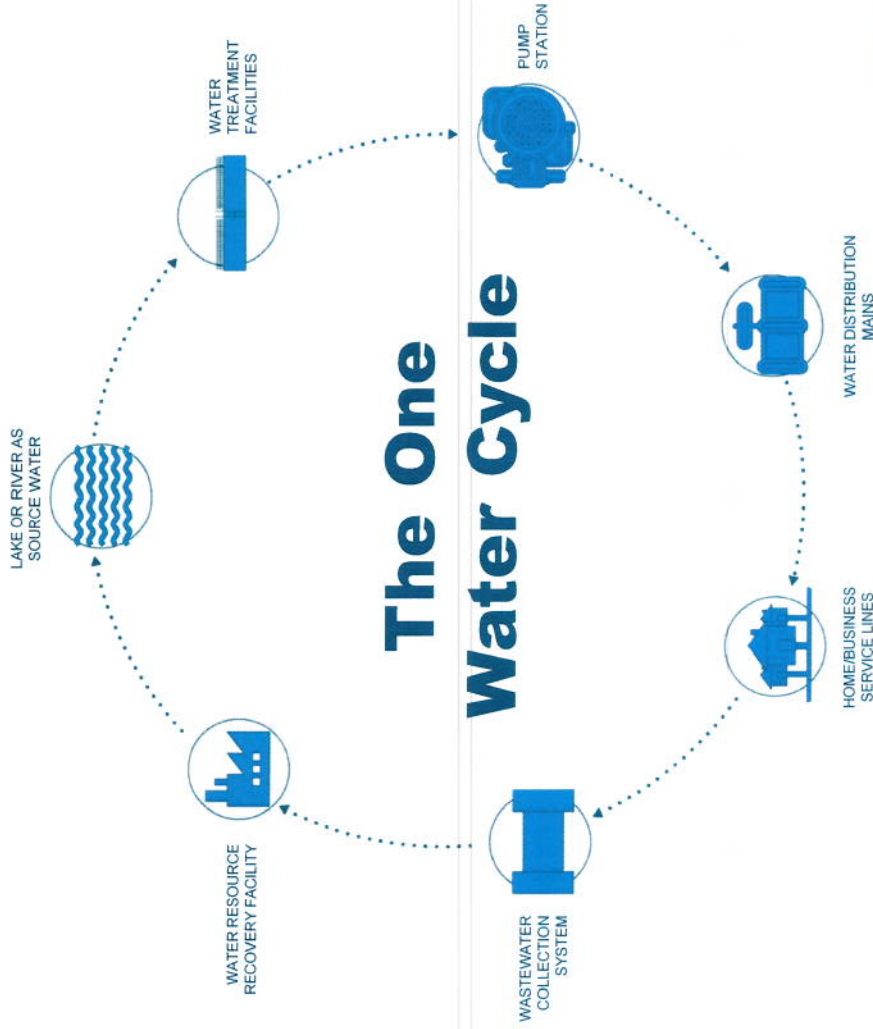 The One
Water Cycle
LAKE OR RIVER AS
SOURCE WATER
WATER
TREATMENT
FACILITIES
PUMP
STATION
WATER DISTRIBUTION
MAINS
HOME/BUSINESS
SERVICE LINES
WASTEWATER
COLLECTION
SYSTEM
WATER RESOURCE
RECOVERY FACILITY